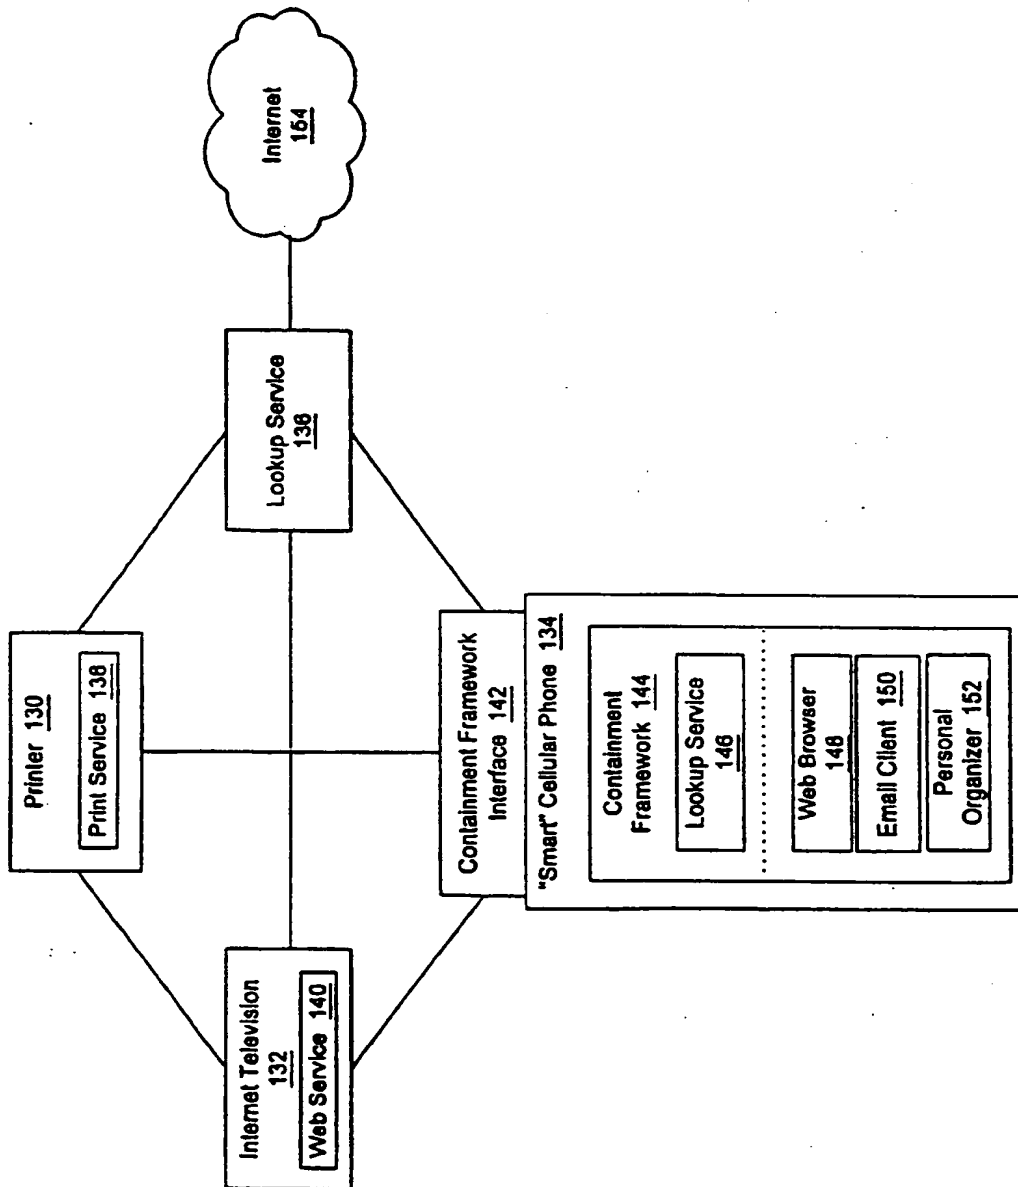 Printer 130
Print Service 138
Internet Television
132
Web Service 140
Lookup Service
136
Internet
154
Containment Framework
Interface 142
"Smart" Cellular Phone 134
Containment
Framework 144
Lookup Service
146
Web Browser
148
Email Client 150
Personal
Organizer 152